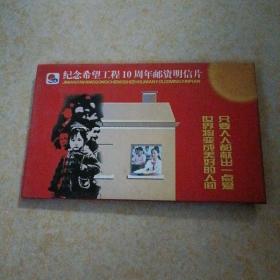 纪念希望工程10周年邮资明信片
只要人人都献出一点爱
世界将变成美好的人间